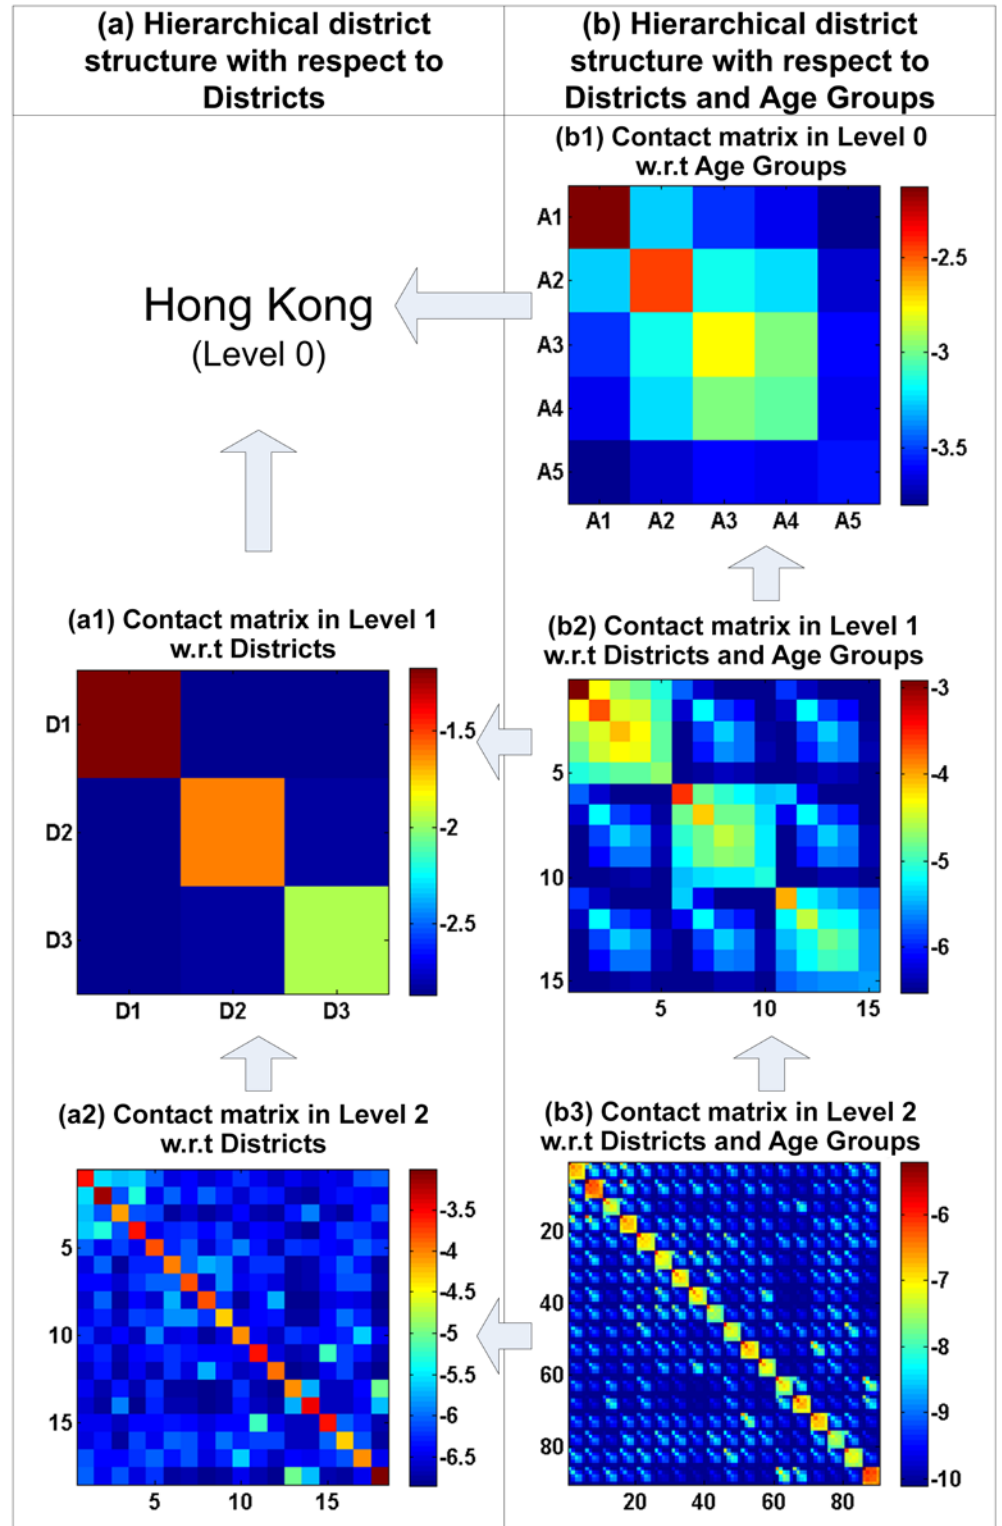 (a) Hierarchical district
structure with respect to
Districts
(b) Hierarchical district
structure with respect to
Districts and Age Groups
(b1) Contact matrix in Level 0
w.r.t Age Groups
A1
A2
A3
A4
A5
A1 A2 A3 A4 A5
-2.5
-3
-3.5
Hong Kong
(Level 0)
(a1) Contact matrix in Level 1
w.r.t Districts
D1
D2
D3
D1 D2 D3
-1.5
-2
-2.5
(b2) Contact matrix in Level 1
w.r.t Districts and Age Groups
5
10
15
5 10 15
-3
-4
-5
-6
(a2) Contact matrix in Level 2
w.r.t Districts
5
10
15
5 10 15
-3.5
-4
-4.5
-5
-5.5
-6
-6.5
(b3) Contact matrix in Level 2
w.r.t Districts and Age Groups
20
40
60
80
20 40 60 80
-6
-7
-8
-9
-10